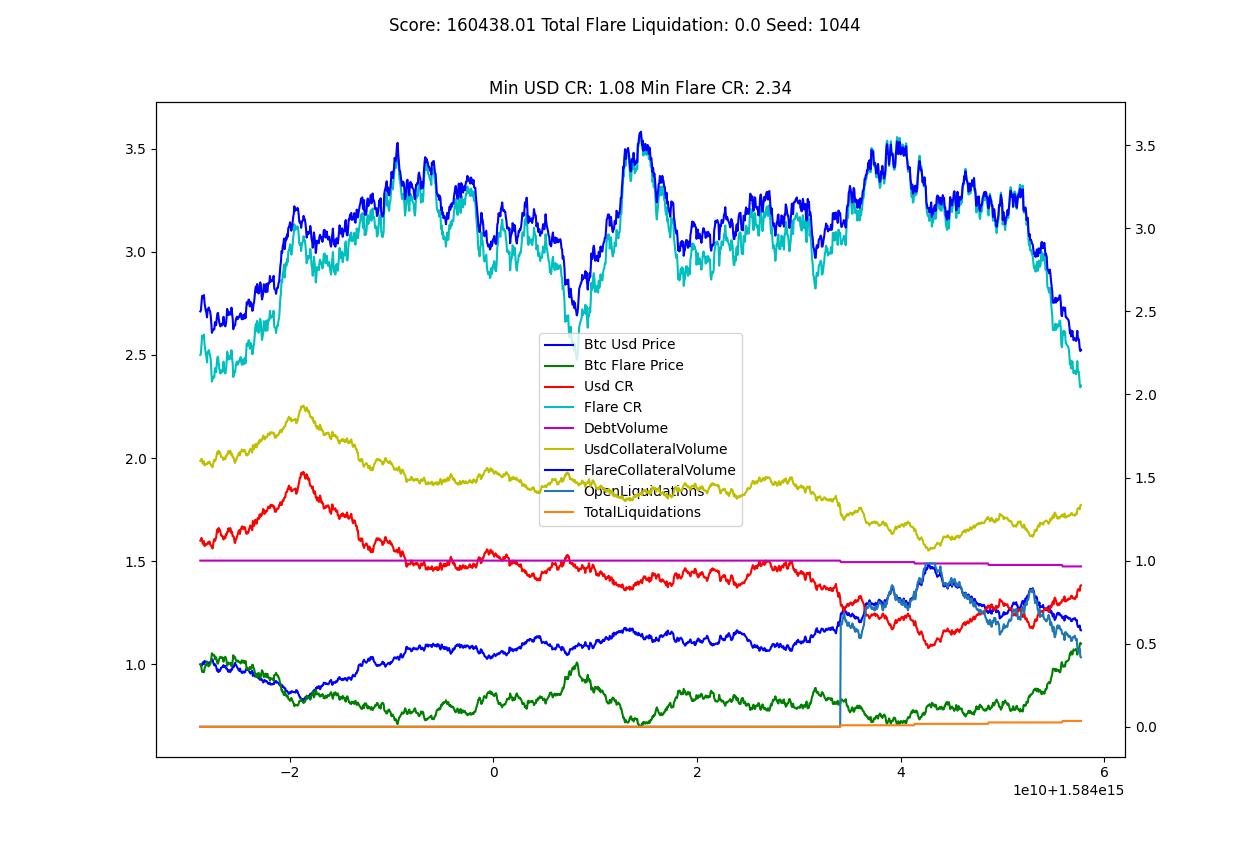 Score: 160438.01 Total Flare Liquidation: 0.0 Seed: 1044
Min USD CR: 1.08 Min Flare CR: 2.34
3.5
3.0
2.5
2.0
1.5
1.0
3.5
3.0
2.5
2.0
1.5
1.0
0.5
0.0
Btc Usd Price
Btc Flare Price
Usd CR
Flare CR
DebtVolume
UsdCollateralVolume
FlareCollateralVolume
OpenLiquidations
TotalLiquidations
−2
0
2
4
6
1e10+1.584e15